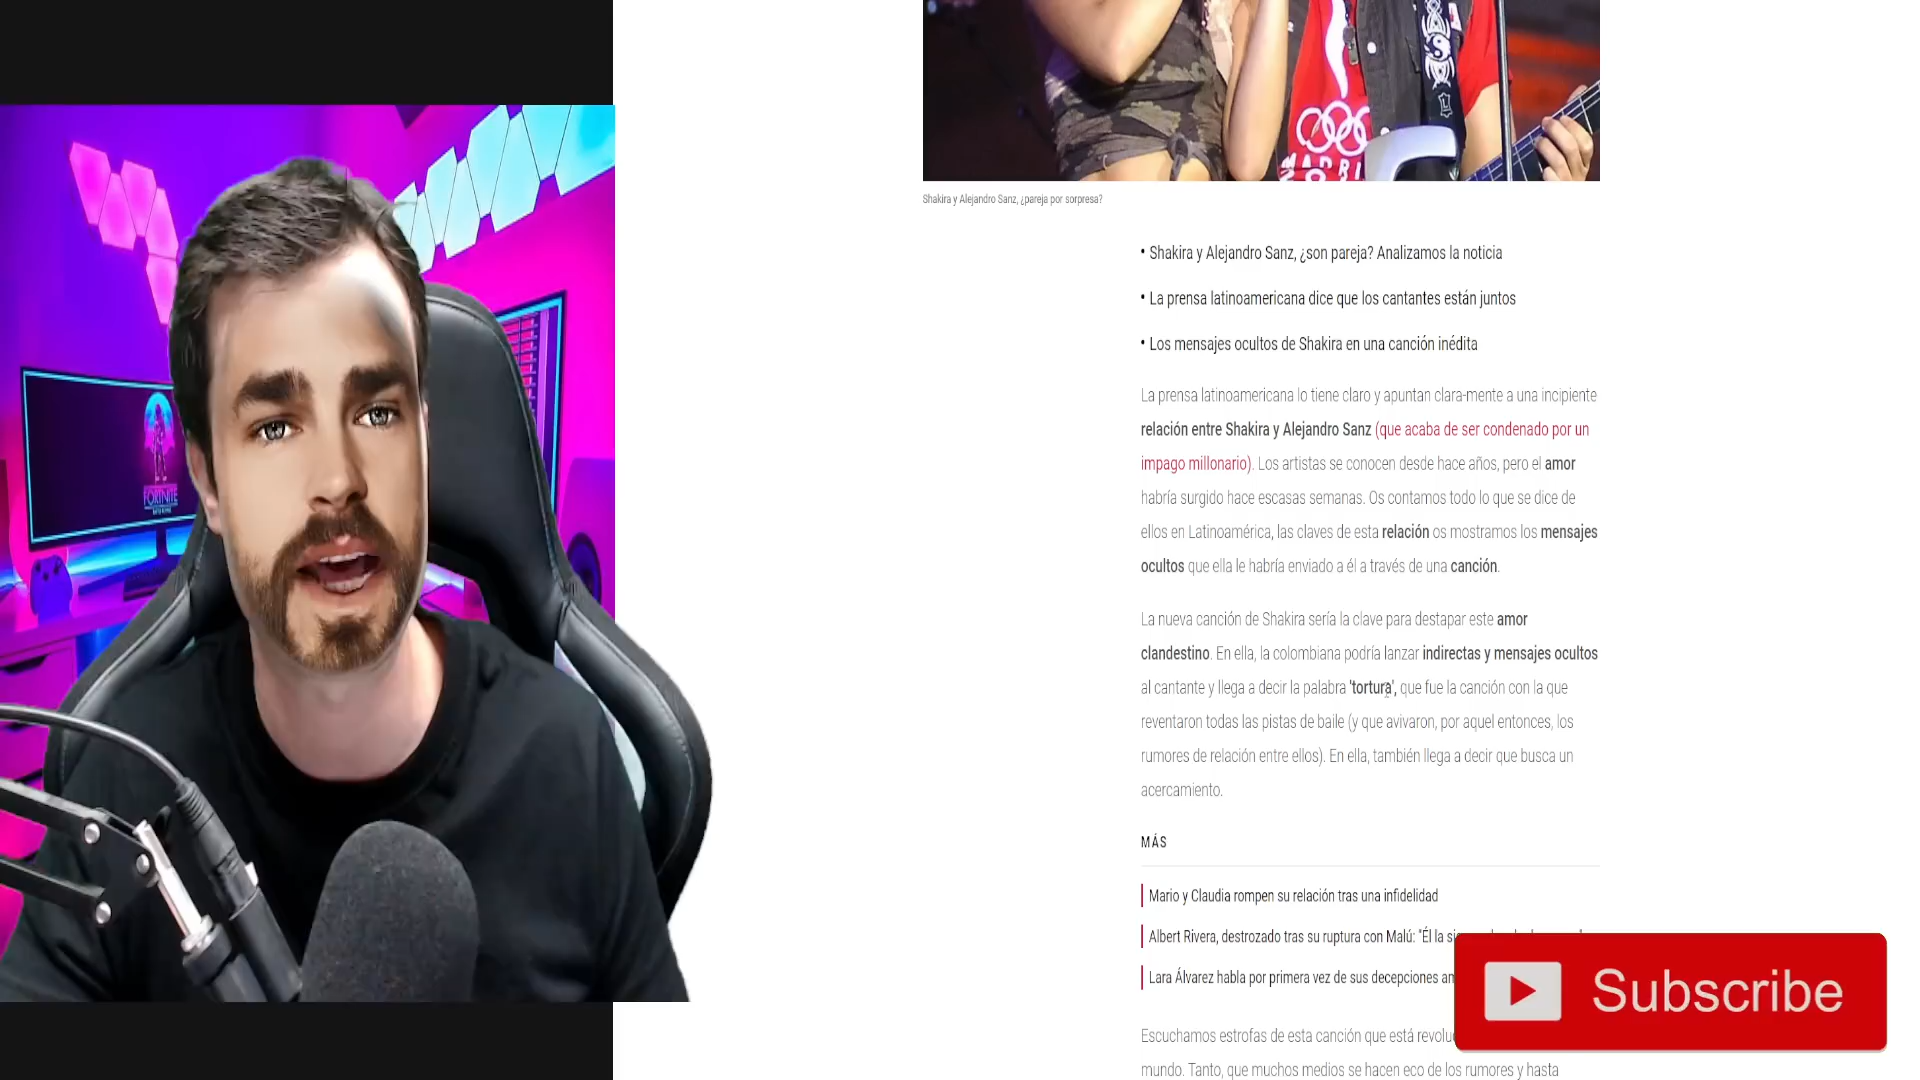 MADRI
FORTNITE
Shakira y Alejandro Sanz, ¿pareja por sorpresa?
• Shakira y Alejandro Sanz, ¿son pareja? Analizamos la noticia
• La prensa latinoamericana dice que los cantantes están juntos
• Los mensajes ocultos de Shakira en una canción inédita
La prensa latinoamericana lo tiene claro y apuntan clara-mente a una incipiente
relación entre Shakira y Alejandro Sanz (que acaba de ser condenado por un
impago millonario). Los artistas se conocen desde hace años, pero el amor
habría surgido hace escasas semanas. Os contamos todo lo que se dice de
ellos en Latinoamérica, las claves de esta relación os mostramos los mensajes
ocultos que ella le habría enviado a él a través de una canción.
La nueva canción de Shakira sería la clave para destapar este amor
clandestino. En ella, la colombiana podría lanzar indirectas y mensajes ocultos
al cantante y llega a decir la palabra 'tortura', que fue la canción con la que
reventaron todas las pistas de baile (y que avivaron, por aquel entonces, los
rumores de relación entre ellos). En ella, también llega a decir que busca un
acercamiento.
MÁS
Mario y Claudia rompen su relación tras una infidelidad
Albert Rivera, destrozado tras su ruptura con Malú: "Él la
Lara Álvarez habla por primera vez de sus decepciones
Subscribe
Escuchamos estrofas de esta canción que está
mundo. Tanto, que muchos medios se hacen eco de los rumores y hasta